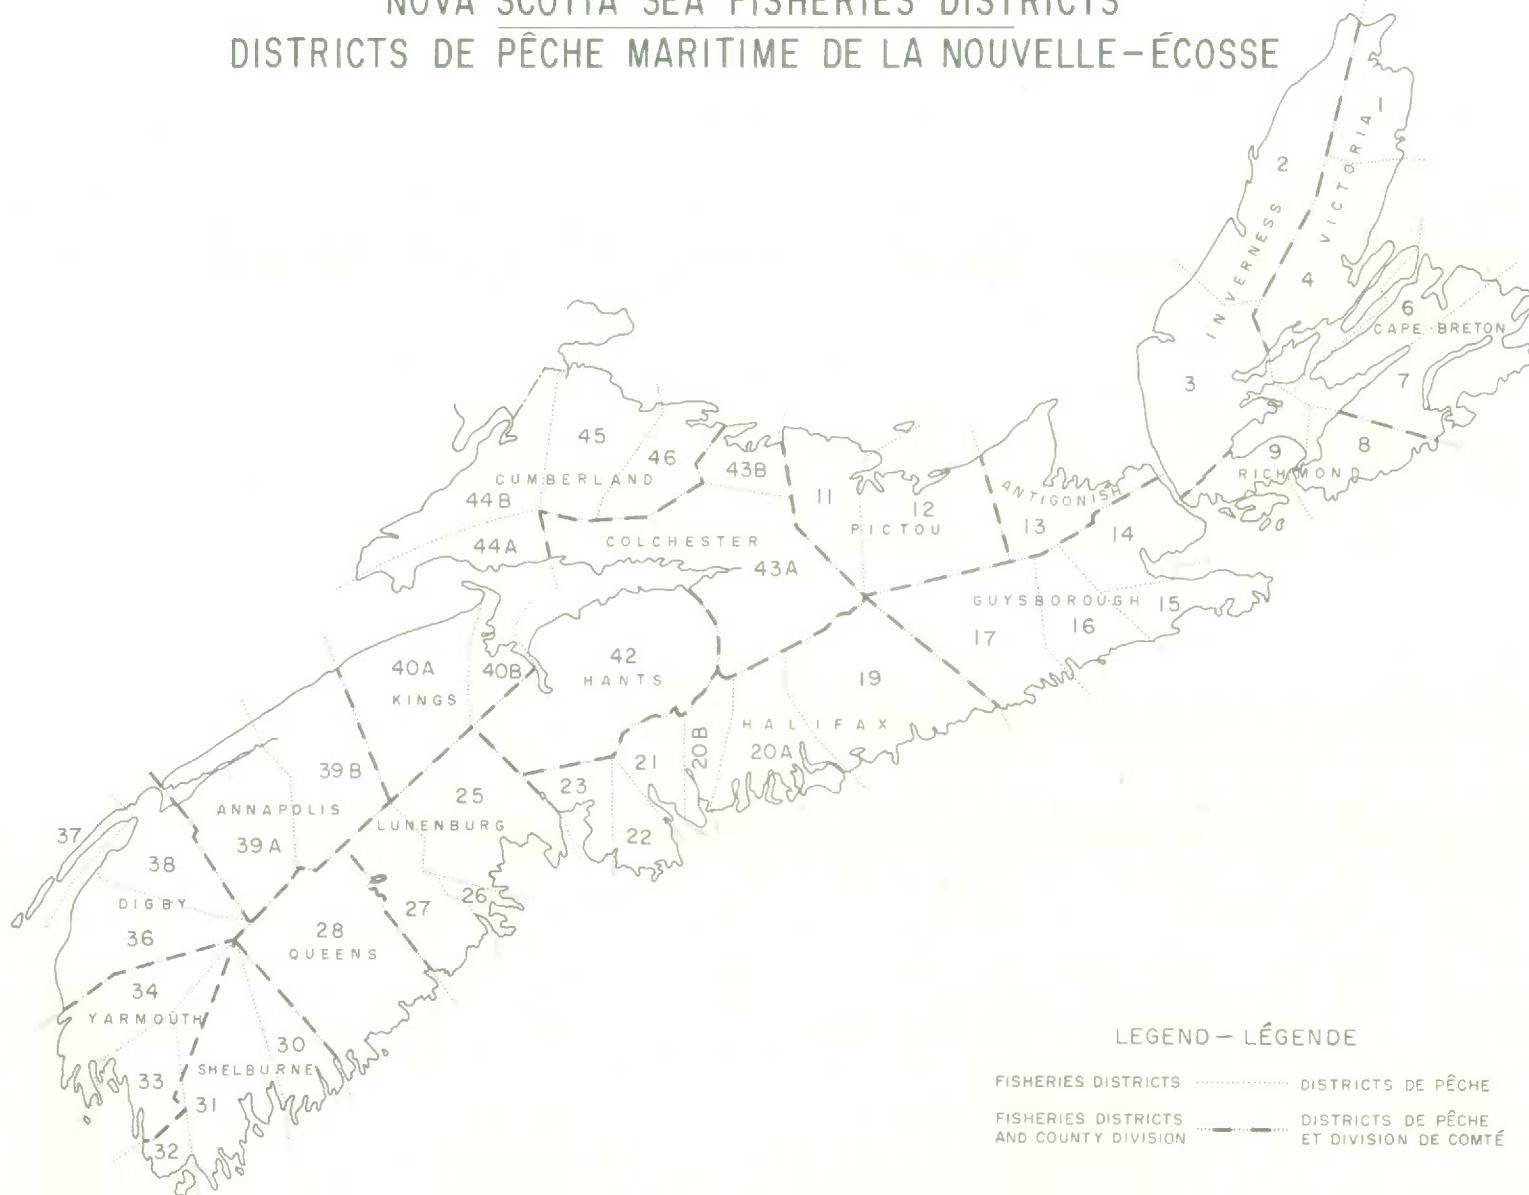 NOVA SCOTIA SEA FISHERIES DISTRICTS
DISTRICTS DE PÊCHE MARITIME DE LA NOUVELLE-ÉCOSSE
1
2
VICTORIA
INVERNESS
4
6
CAPE BRETON
3
7
45
46
43B
CUMBERLAND
44B
11
12
PICTOU
ANTIGONISH
13
14
9
8
RICHMOND
44A
COLCHESTER
43A
GUYSBOROUGH
15
16
17
40A
40B
KINGS
42
HANTS
19
HALIFAX
20B
20A
21
39B
25
23
ANNAPOLIS
LUNENBURG
37
38
39A
22
DIGBY
36
28
QUEENS
27
26
34
YARMOUTH
30
SHELBURNE
33
31
32
LEGEND — LÉGENDE
FISHERIES DISTRICTS DISTRICTS DE PÊCHE
FISHERIES DISTRICTS DISTRICTS DE PÊCHE
AND COUNTY DIVISION ET DIVISION DE COMTÉ